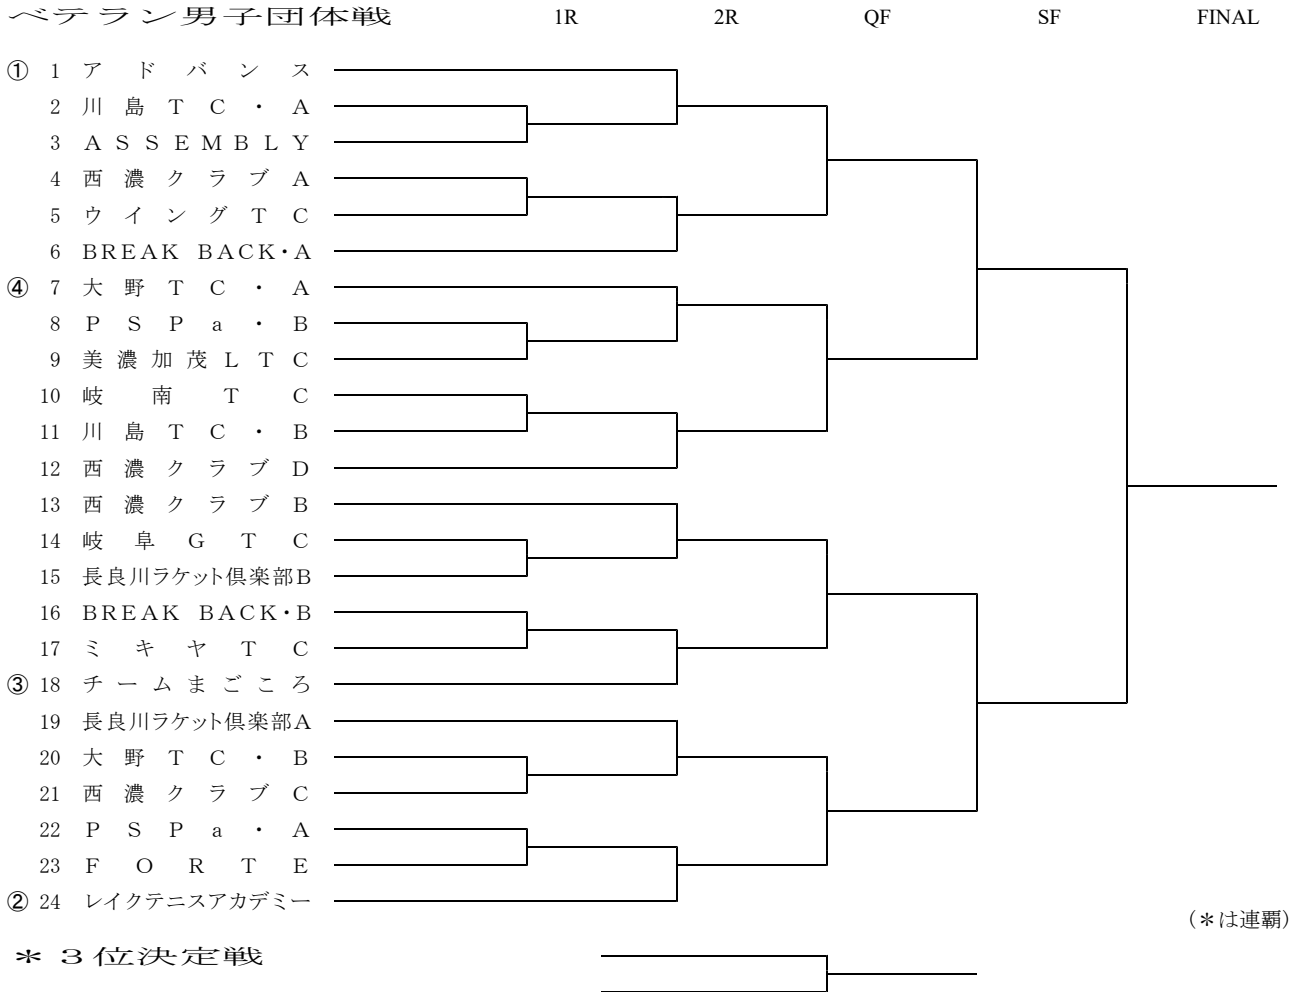 ベテラン男子団体戦 1R 2R QF SF FINAL
① 1 アドバンス
2 川島ＴＣ・Ａ
3 ＡＳＳＥＭＢＬＹ
4 西濃クラブＡ
5 ウイングＴＣ
6 BREAK BACK・A
④ 7 大野ＴＣ・Ａ
8 ＰＳＰａ・Ｂ
9 美濃加茂ＬＴＣ
10 岐南ＴＣ
11 川島ＴＣ・Ｂ
12 西濃クラブＤ
13 西濃クラブＢ
14 岐阜ＧＴＣ
15 長良川ラケット倶楽部Ｂ
16 BREAK BACK・B
17 ミキヤＴＣ
③ 18 チームまごころ
19 長良川ラケット倶楽部Ａ
20 大野ＴＣ・Ｂ
21 西濃クラブＣ
22 ＰＳＰａ・Ａ
23 ＦＯＲＴＥ
② 24 レイクテニスアカデミー
（＊は連覇）
＊３位決定戦